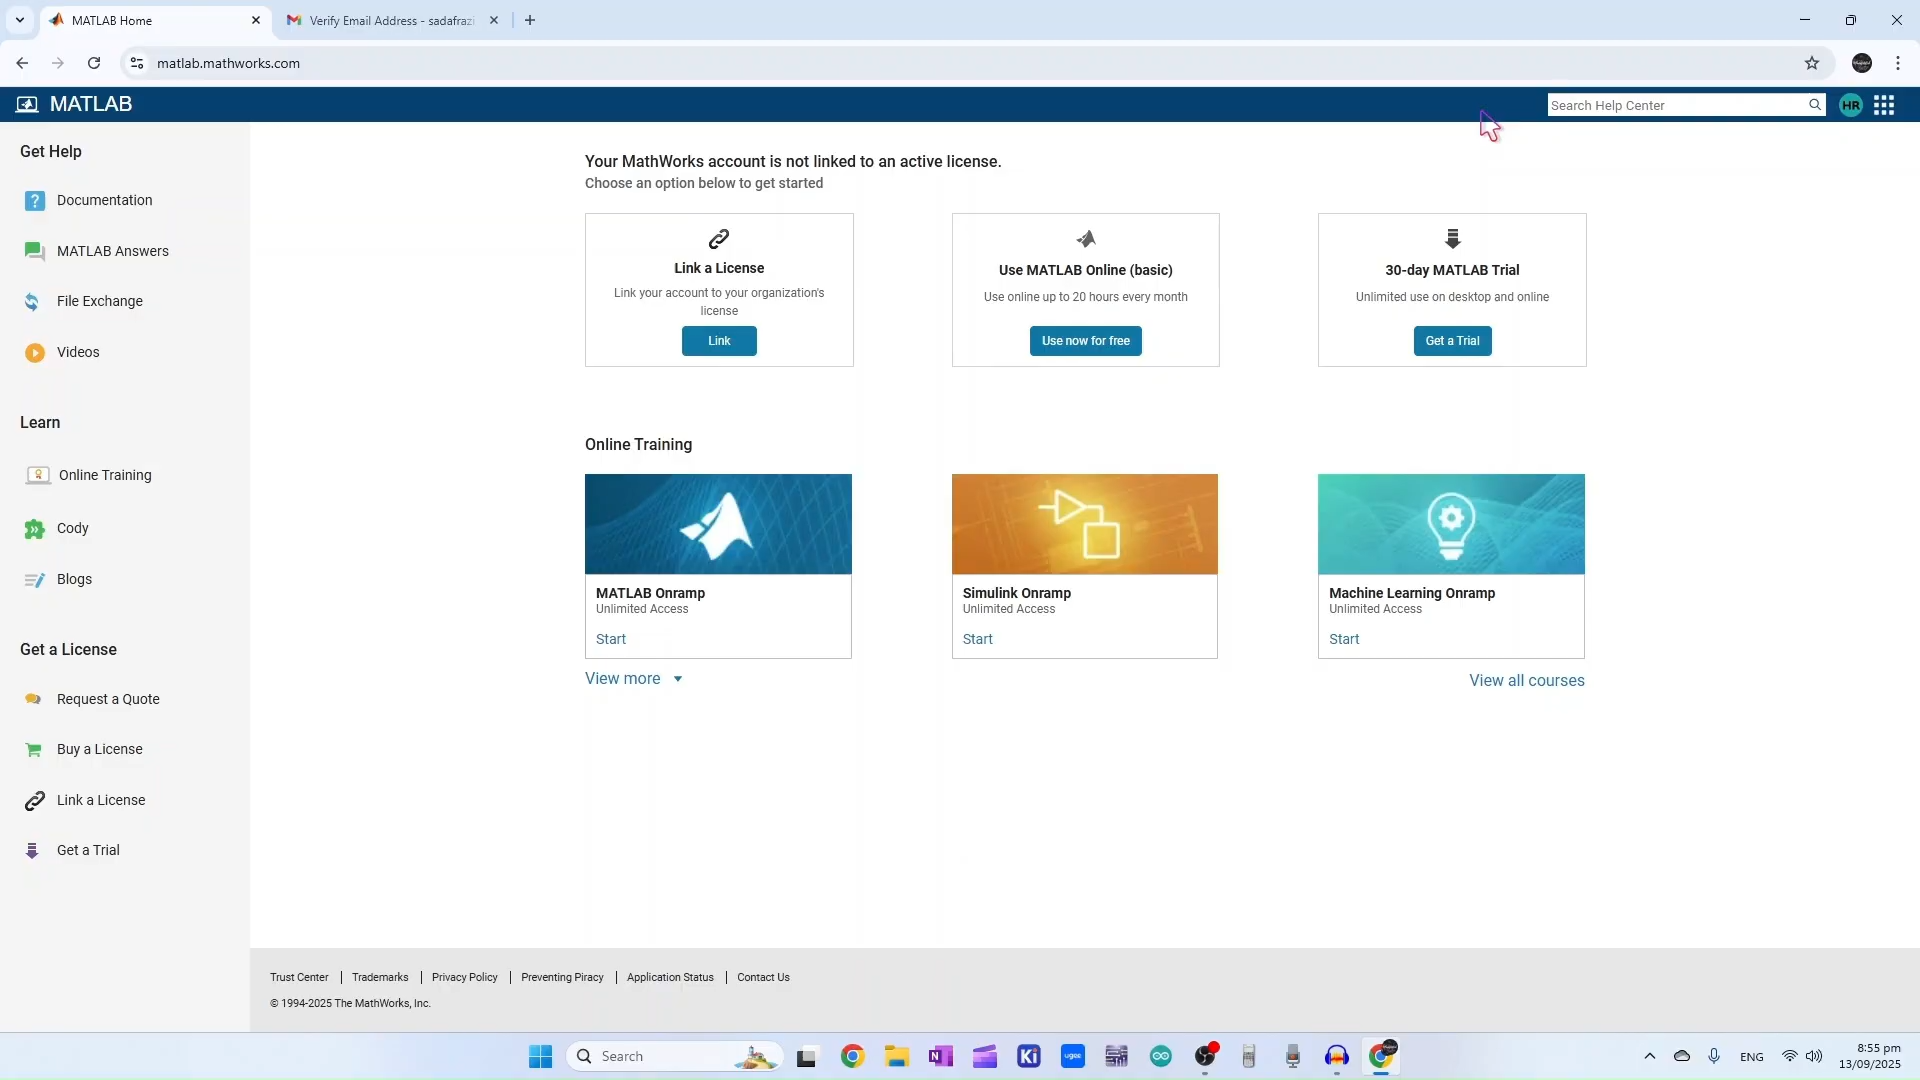 MATLAB Home
Verify Email Address - sadafrazi
matlab.mathworks.com
MATLAB
Search Help Center
HR
Get Help
Documentation
MATLAB Answers
File Exchange
Videos
Learn
Online Training
Cody
Blogs
Get a License
Request a Quote
Buy a License
Link a License
Get a Trial
Your MathWorks account is not linked to an active license.
Choose an option below to get started
Link a License
Link your account to your organization's
license
Link
Use MATLAB Online (basic)
Use online up to 20 hours every month
Use now for free
30-day MATLAB Trial
Unlimited use on desktop and online
Get a Trial
Online Training
MATLAB Onramp
Unlimited Access
Start
Simulink Onramp
Unlimited Access
Start
Machine Learning Onramp
Unlimited Access
Start
View more
View all courses
Trust Center | Trademarks | Privacy Policy | Preventing Piracy | Application Status | Contact Us
© 1994-2025 The MathWorks, Inc.
Search
N
Ki
ugee
ENG
8:55 pm
13/09/2025